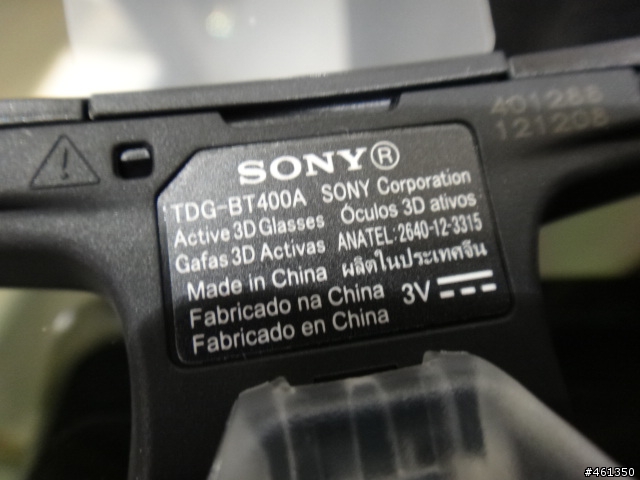 SONY®
TDG-BT400A SONY Corporation
Active 3D Glasses Óculos 3D ativos
Gafas 3D Activas ANATEL:2640-12-3315
Made in China ผลิตในประเทศจีน
Fabricado na China 3V
Fabricado en China
401288
121208
#461350